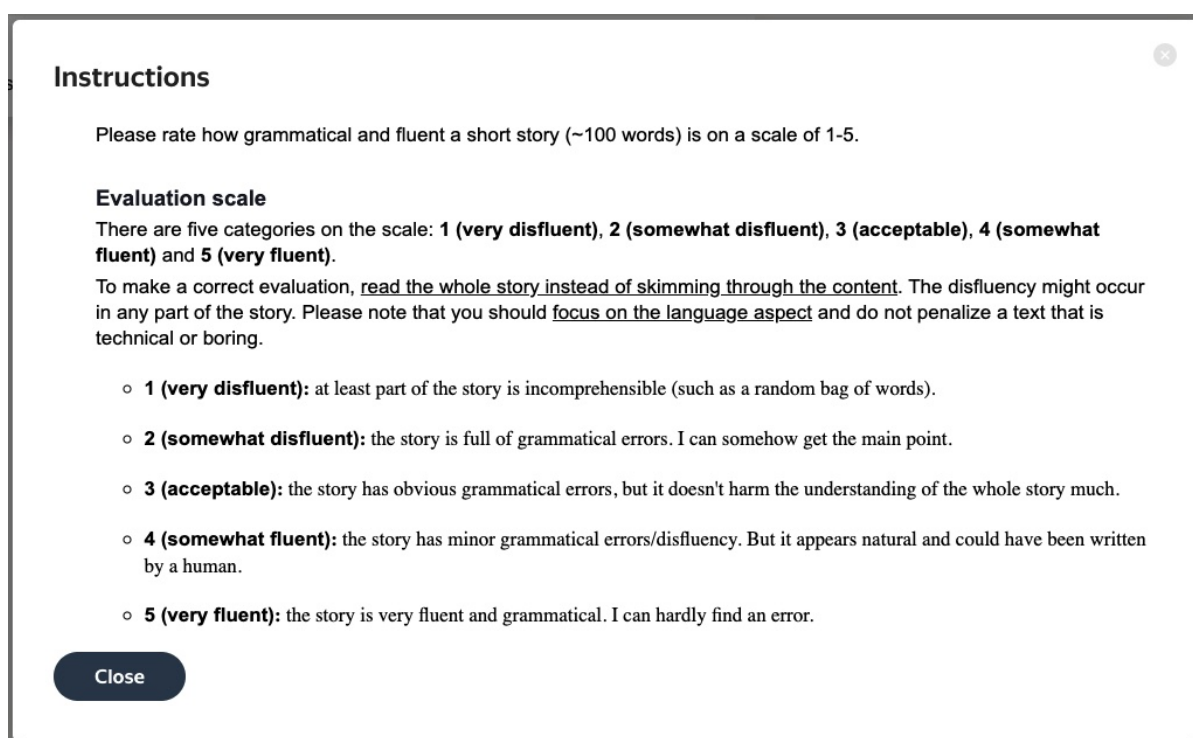 Instructions
Please rate how grammatical and fluent a short story (~100 words) is on a scale of 1-5.
Evaluation scale
There are five categories on the scale: 1 (very disfluent), 2 (somewhat disfluent), 3 (acceptable), 4 (somewhat
fluent) and 5 (very fluent).
To make a correct evaluation, read the whole story instead of skimming through the content. The disfluency might occur
in any part of the story. Please note that you should focus on the language aspect and do not penalize a text that is
technical or boring.
1 (very disfluent): at least part of the story is incomprehensible (such as a random bag of words).
2 (somewhat disfluent): the story is full of grammatical errors. I can somehow get the main point.
3 (acceptable): the story has obvious grammatical errors, but it doesn't harm the understanding of the whole story much.
4 (somewhat fluent): the story has minor grammatical errors/disfluency. But it appears natural and could have been written
by a human.
5 (very fluent): the story is very fluent and grammatical. I can hardly find an error.
Close